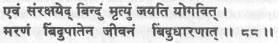 एवं संरक्षयेद् बिन्दुं मृत्युं जयति योगवित् ।
मरणं बिंदुपातेन जीवनं बिंदुधारणात् ।। ८८ ।।